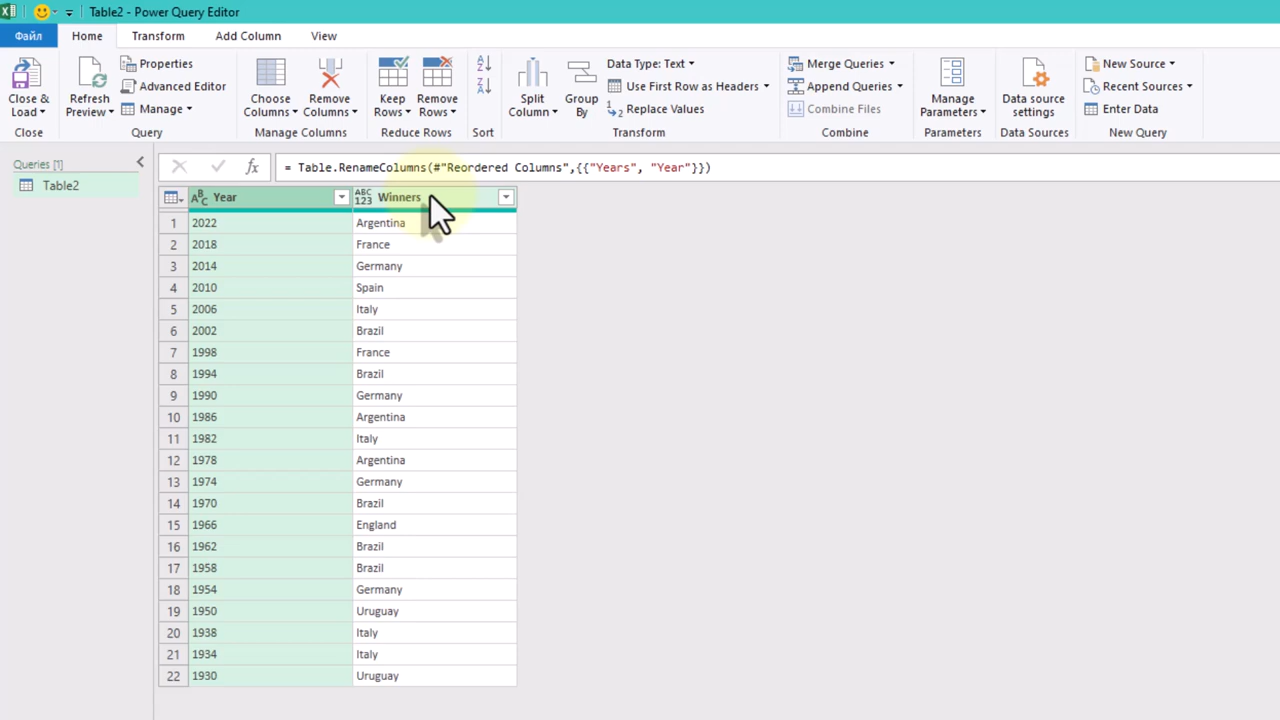 Table2 - Power Query Editor
Файл Home Transform Add Column View
Close & Load
Close
Refresh Preview
Properties
Advanced Editor
Manage
Query
Choose Columns
Remove Columns
Manage Columns
Keep Rows
Remove Rows
Reduce Rows
Sort
Split Column
Group By
Data Type: Text
Use First Row as Headers
Replace Values
Transform
Merge Queries
Append Queries
Combine Files
Combine
Manage Parameters
Parameters
Data source settings
Data Sources
New Source
Recent Sources
Enter Data
New Query
Queries [1]
Table2
fx = Table.RenameColumns(#"Reordered Columns",{{"Years", "Year"}})
ABC Year ABC 123 Winners
1 2022 Argentina
2 2018 France
3 2014 Germany
4 2010 Spain
5 2006 Italy
6 2002 Brazil
7 1998 France
8 1994 Brazil
9 1990 Germany
10 1986 Argentina
11 1982 Italy
12 1978 Argentina
13 1974 Germany
14 1970 Brazil
15 1966 England
16 1962 Brazil
17 1958 Brazil
18 1954 Germany
19 1950 Uruguay
20 1938 Italy
21 1934 Italy
22 1930 Uruguay